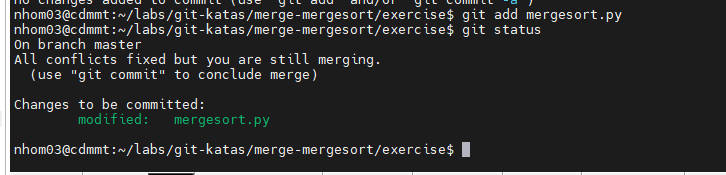 no changes added to commit (use "git add" and/or "git commit -a")
nhom03@cdmmt:~/labs/git-katas/merge-mergesort/exercise$ git add mergesort.py
nhom03@cdmmt:~/labs/git-katas/merge-mergesort/exercise$ git status
On branch master
All conflicts fixed but you are still merging.
(use "git commit" to conclude merge)
Changes to be committed:
modified: mergesort.py
nhom03@cdmmt:~/labs/git-katas/merge-mergesort/exercise$